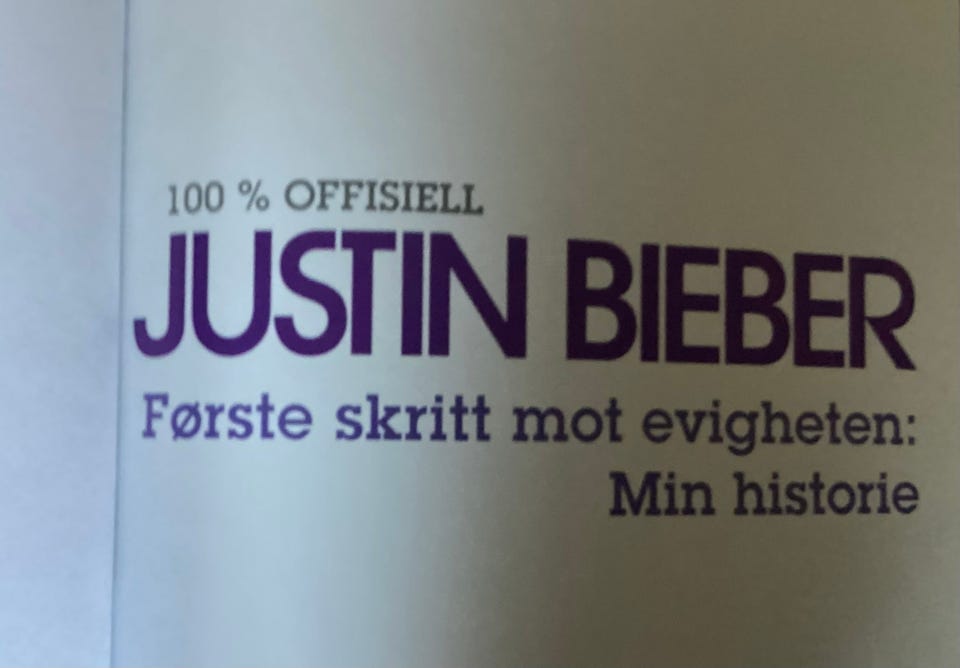 100 % OFFISIELL
JUSTIN BIEBER
Første skritt mot evigheten:
Min historie